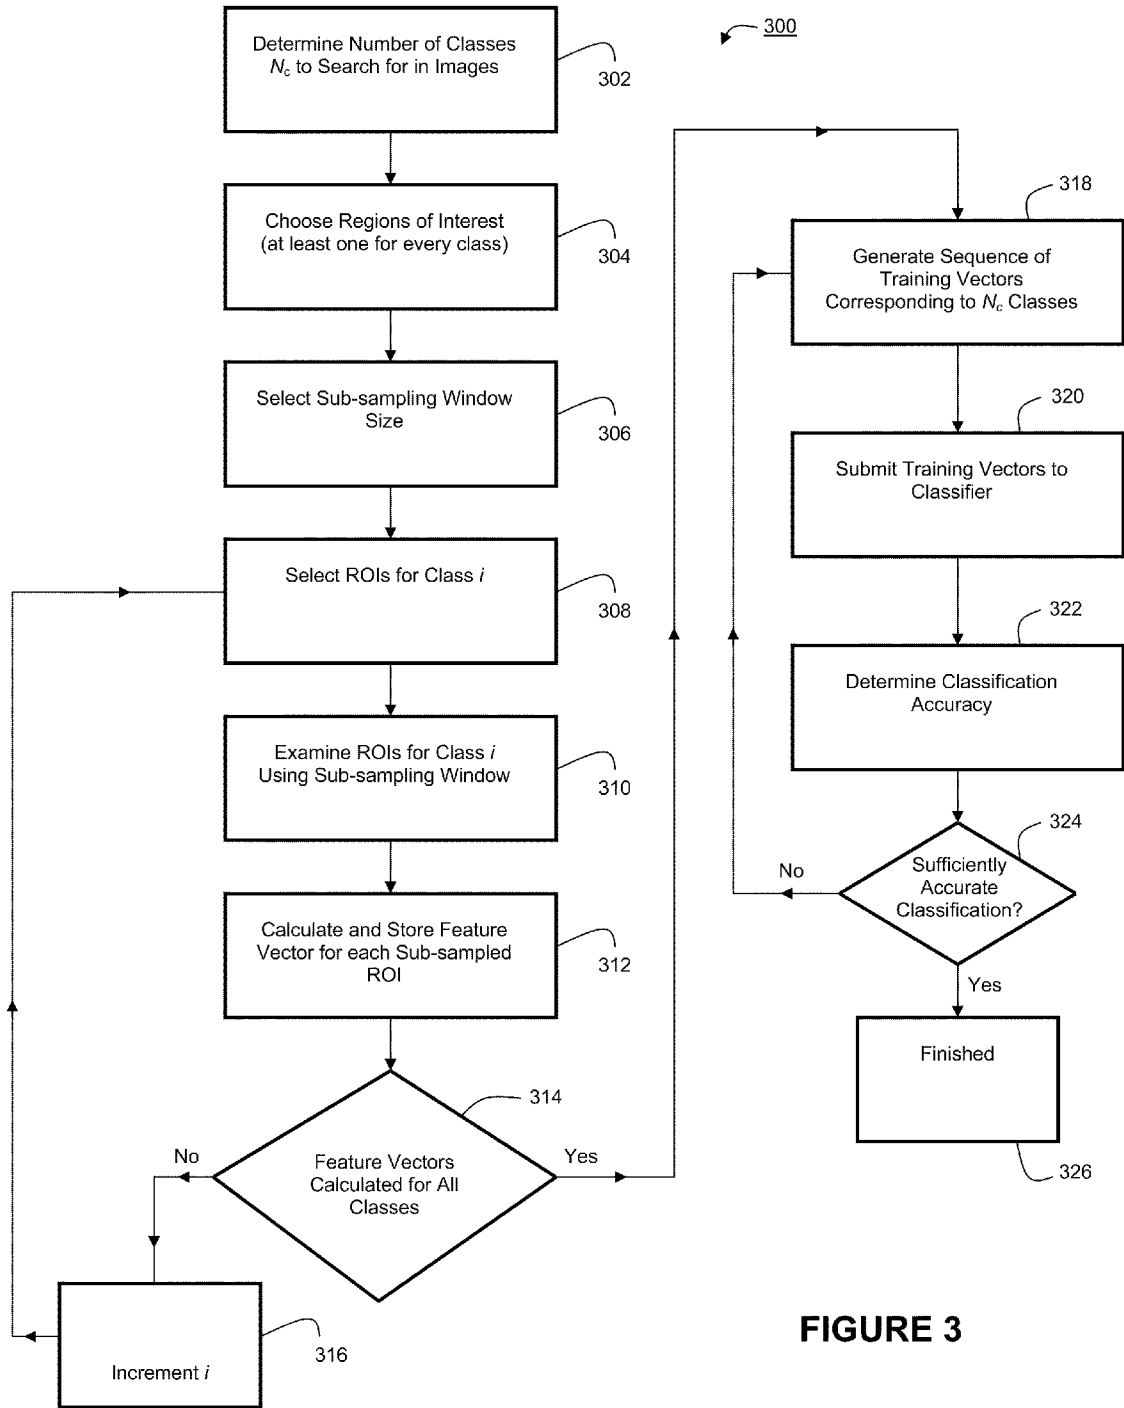 300
Determine Number of Classes
Nc to Search for in Images
302
Choose Regions of Interest
(at least one for every class)
304
Select Sub-sampling Window
Size
306
Select ROIs for Class i
308
Examine ROIs for Class i
Using Sub-sampling Window
310
Calculate and Store Feature
Vector for each Sub-sampled
ROI
312
314
Feature Vectors
Calculated for All
Classes
No
Yes
Increment i
316
318
Generate Sequence of
Training Vectors
Corresponding to Nc Classes
320
Submit Training Vectors to
Classifier
322
Determine Classification
Accuracy
324
Sufficiently
Accurate
Classification?
No
Yes
Finished
326
FIGURE 3